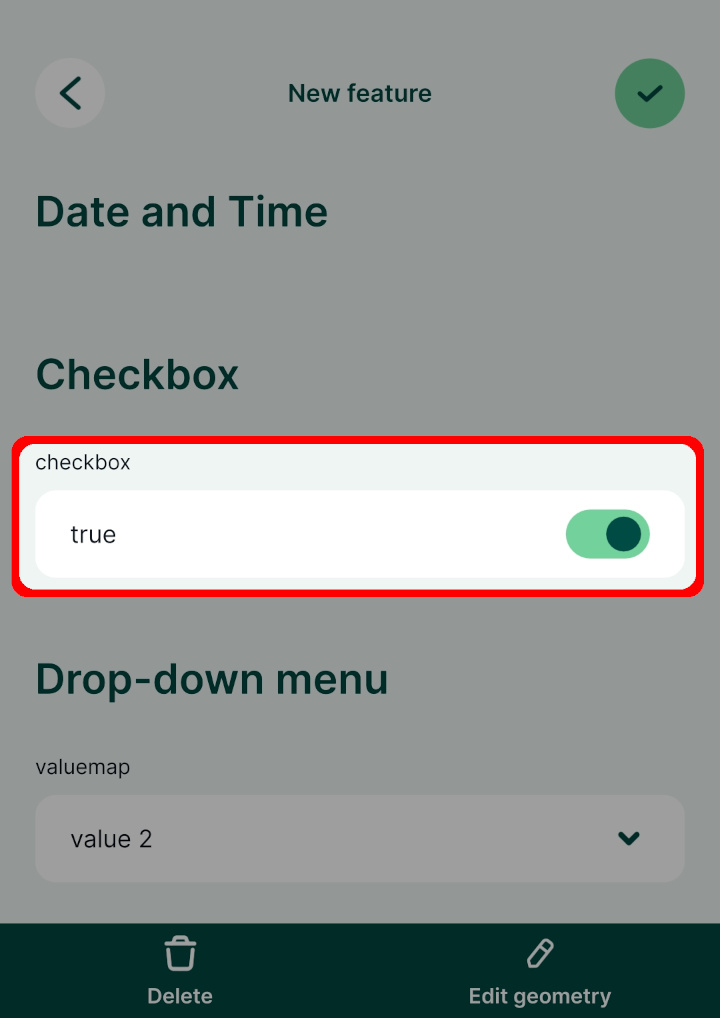 New feature
Date and Time
Checkbox
checkbox
true
Drop-down menu
valuemap
value 2
Delete
Edit geometry